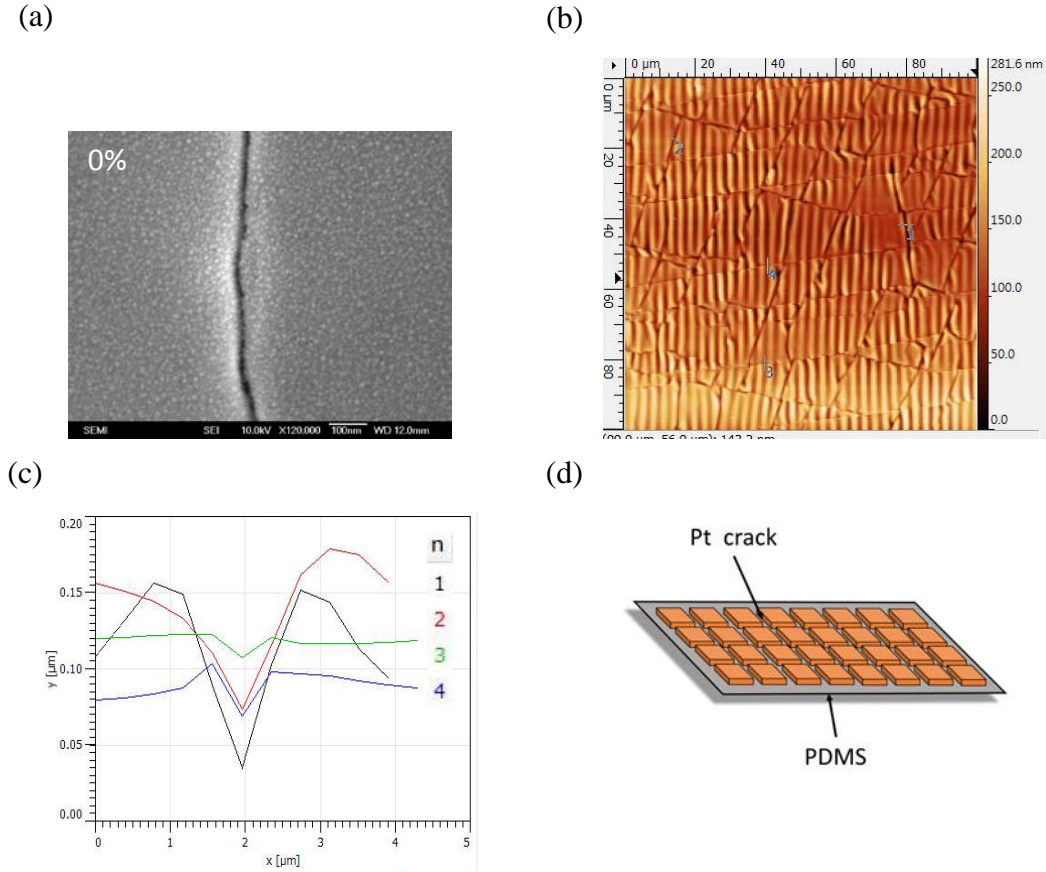 (a)
(b)
0%
SEMI SEI 10.0kV X120,000 100nm WD 12.0mm
0 µm 20 40 60 80
0 µm
20
40
60
80
2
1
4
3
281.6 nm
250.0
200.0
150.0
100.0
50.0
0.0
(c)
(d)
0.20
0.15
0.10
0.05
0.00
y [µm]
0 1 2 3 4 5
x [µm]
n
1
2
3
4
Pt crack
PDMS